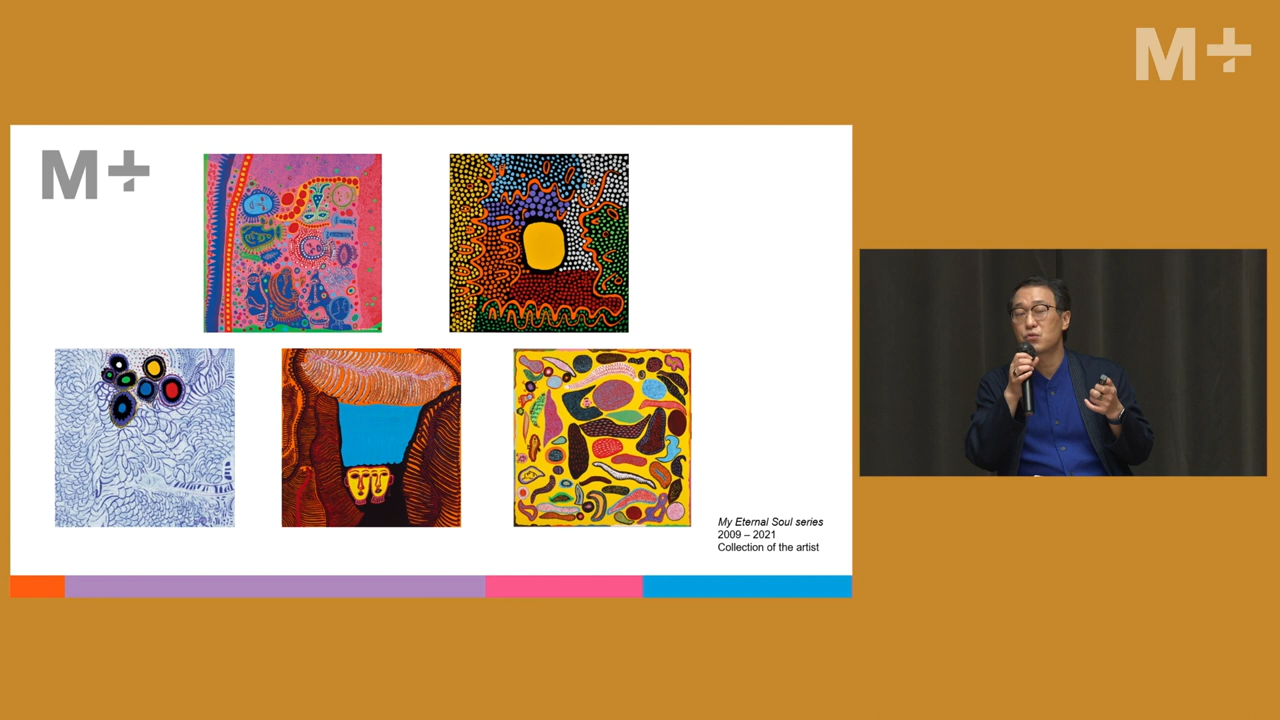 M+
M+
My Eternal Soul series
2009 – 2021
Collection of the artist